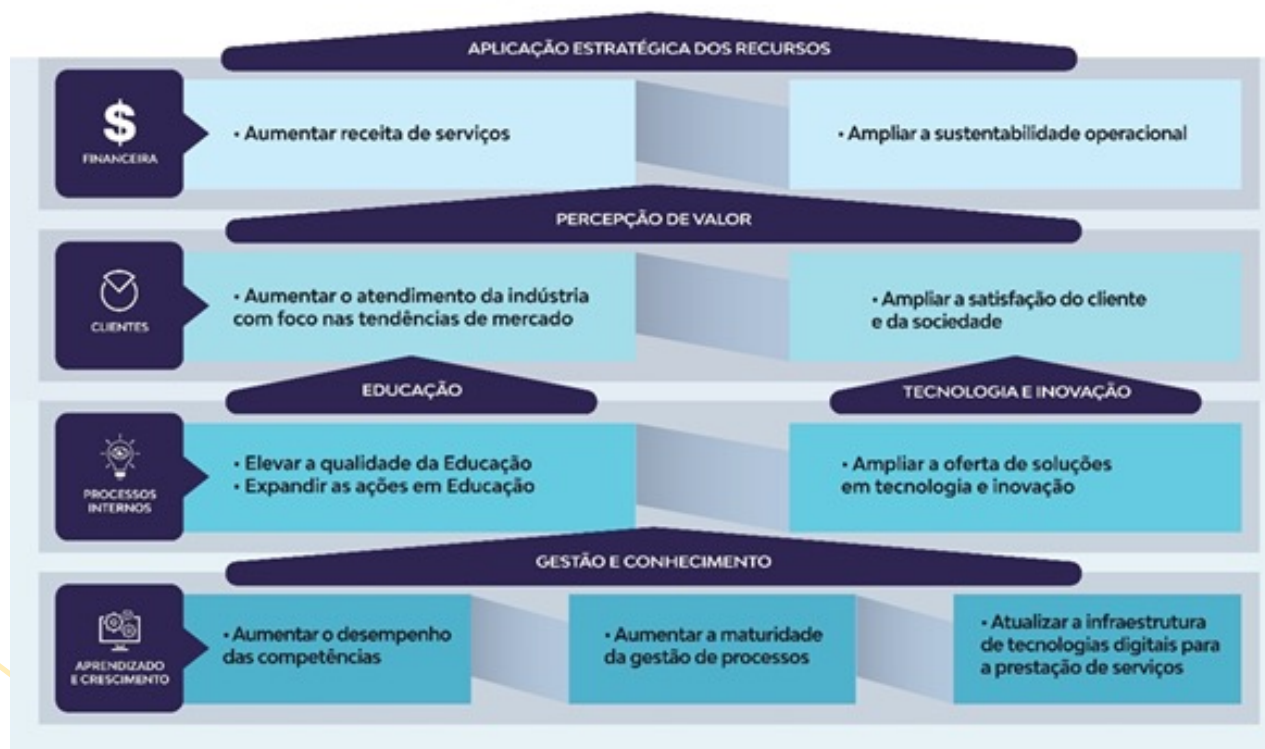 APLICAÇÃO ESTRATÉGICA DOS RECURSOS
$
FINANCEIRA
• Aumentar receita de serviços
• Ampliar a sustentabilidade operacional
PERCEPÇÃO DE VALOR
CLIENTES
• Aumentar o atendimento da indústria
com foco nas tendências de mercado
• Ampliar a satisfação do cliente
e da sociedade
EDUCAÇÃO
TECNOLOGIA E INOVAÇÃO
PROCESSOS
INTERNOS
• Elevar a qualidade da Educação
• Expandir as ações em Educação
• Ampliar a oferta de soluções
em tecnologia e inovação
GESTÃO E CONHECIMENTO
APRENDIZADO
E CRESCIMENTO
• Aumentar o desempenho
das competências
• Aumentar a maturidade
da gestão de processos
• Atualizar a infraestrutura
de tecnologias digitais para
a prestação de serviços